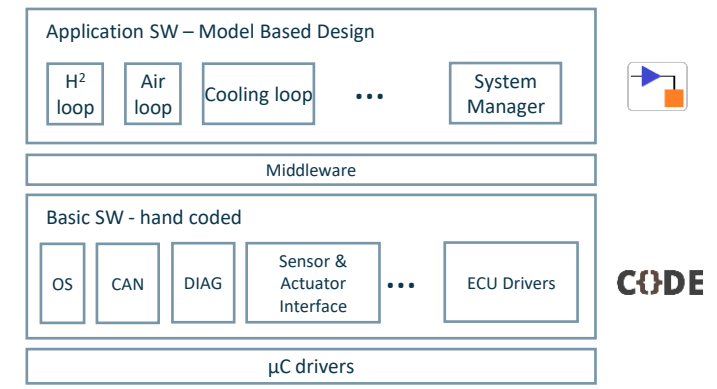 Application SW – Model Based Design
H² Air
loop loop
Cooling loop
...
System
Manager
Middleware
Basic SW - hand coded
OS
CAN
DIAG
Sensor &
Actuator
Interface
...
ECU Drivers
C{}DE
µC drivers